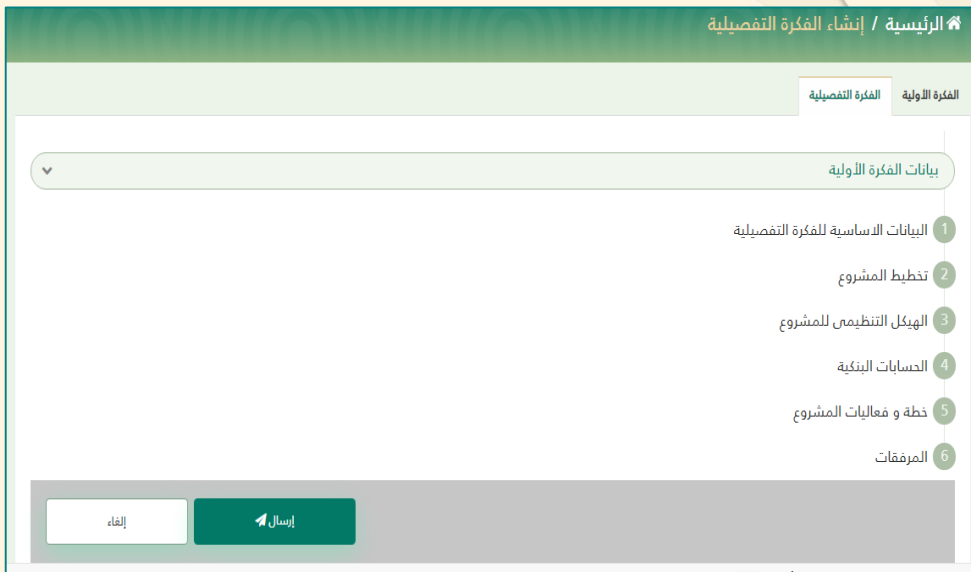 الرئيسية / إنشاء الفكرة التفصيلية
الفكرة الأولية الفكرة التفصيلية
بيانات الفكرة الأولية
1 البيانات الاساسية للفكرة التفصيلية
2 تخطيط المشروع
3 الهيكل التنظيمى للمشروع
4 الحسابات البنكية
5 خطة و فعاليات المشروع
6 المرفقات
إرسال إلغاء